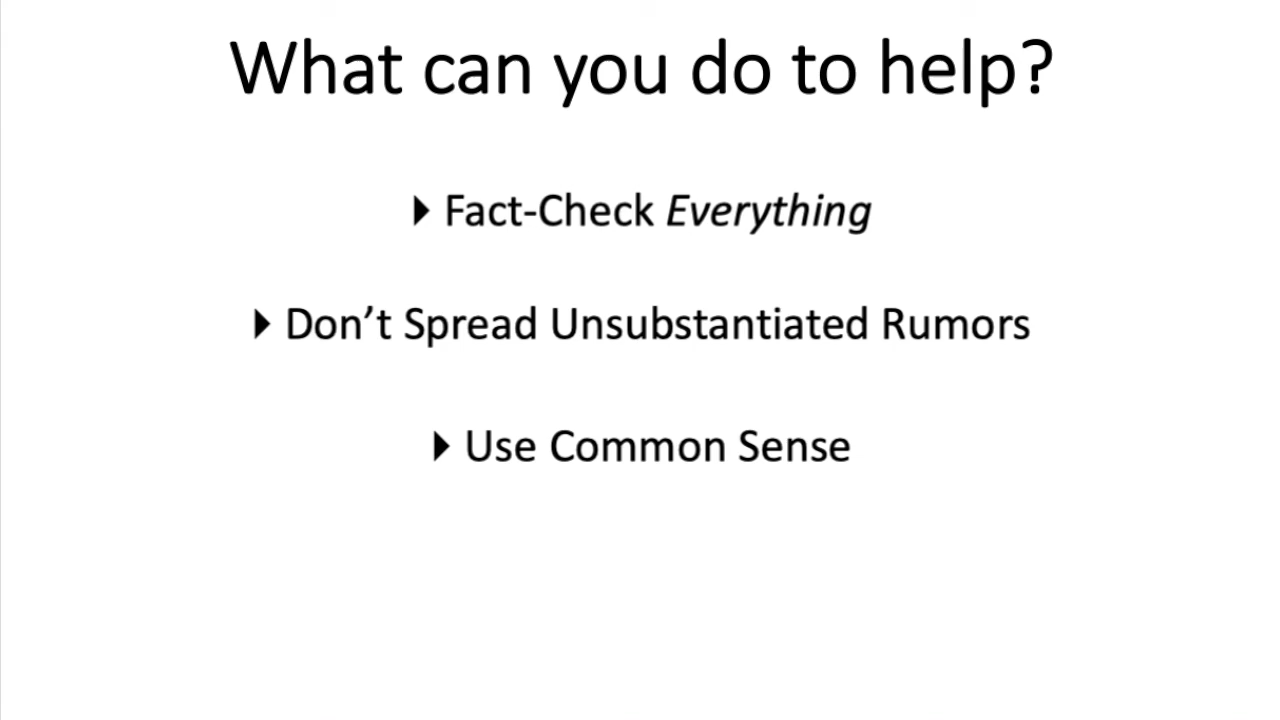 What can you do to help?
Fact-Check Everything
Don’t Spread Unsubstantiated Rumors
Use Common Sense